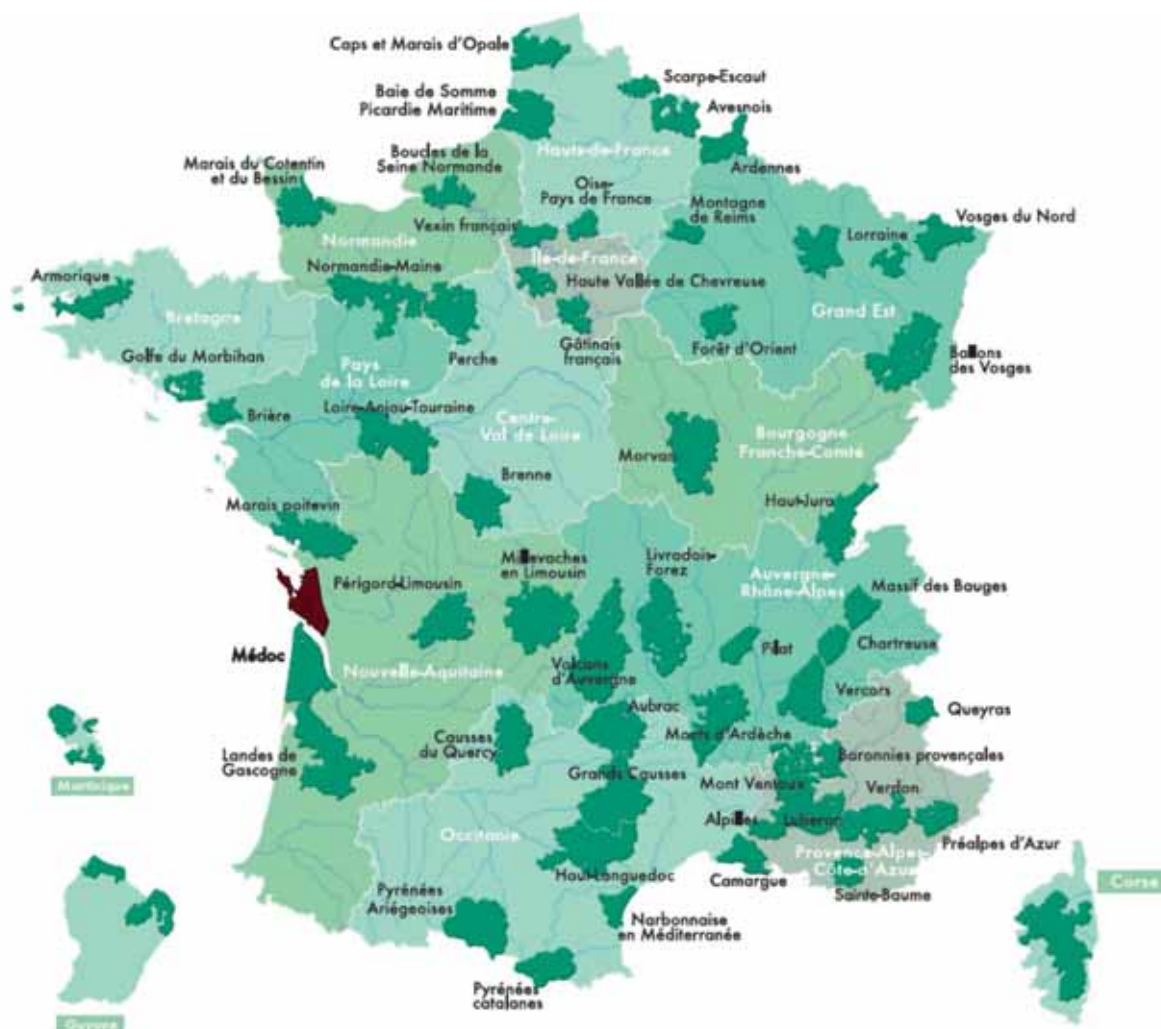 Caps et Marais d'Opale
Scarpe-Escaut
Baie de Somme
Picardie Maritime
Avesnois
Hauts-de-France
Ardennes
Boucles de la
Seine Normande
Marais du Cotentin
et du Bessin
Oise-
Pays de France
Montagne
de Reims
Vosges du Nord
Vexin français
Lorraine
Normandie
Île-de-France
Normandie-Maine
Haute Vallée de Chevreuse
Armorique
Grand Est
Bretagne
Gâtinais
français
Forêt d'Orient
Ballons
des Vosges
Golfe du Morbihan
Perche
Pays
de la Loire
Brière
Loire-Anjou-Touraine
Centre-
Val de Loire
Bourgogne
Franche-Comté
Morvan
Brenne
Haut-Jura
Marais poitevin
Millevaches
en Limousin
Livradois-
Forez
Périgord-Limousin
Auvergne-
Rhône-Alpes
Massif des Bauges
Chartreuse
Pilat
Médoc
Nouvelle-Aquitaine
Volcans
d'Auvergne
Vercors
Aubrac
Queyras
Causses
du Quercy
Monts d'Ardèche
Landes de
Gascogne
Baronnies provençales
Grands Causses
Mont Ventoux
Verdon
Martinique
Alpilles
Luberon
Occitanie
Préalpes d'Azur
Provence-Alpes-
Côte-d'Azur
Haut-Languedoc
Camargue
Sainte-Baume
Corse
Pyrénées
Ariégeoises
Narbonnaise
en Méditerranée
Pyrénées
catalanes
Guyane